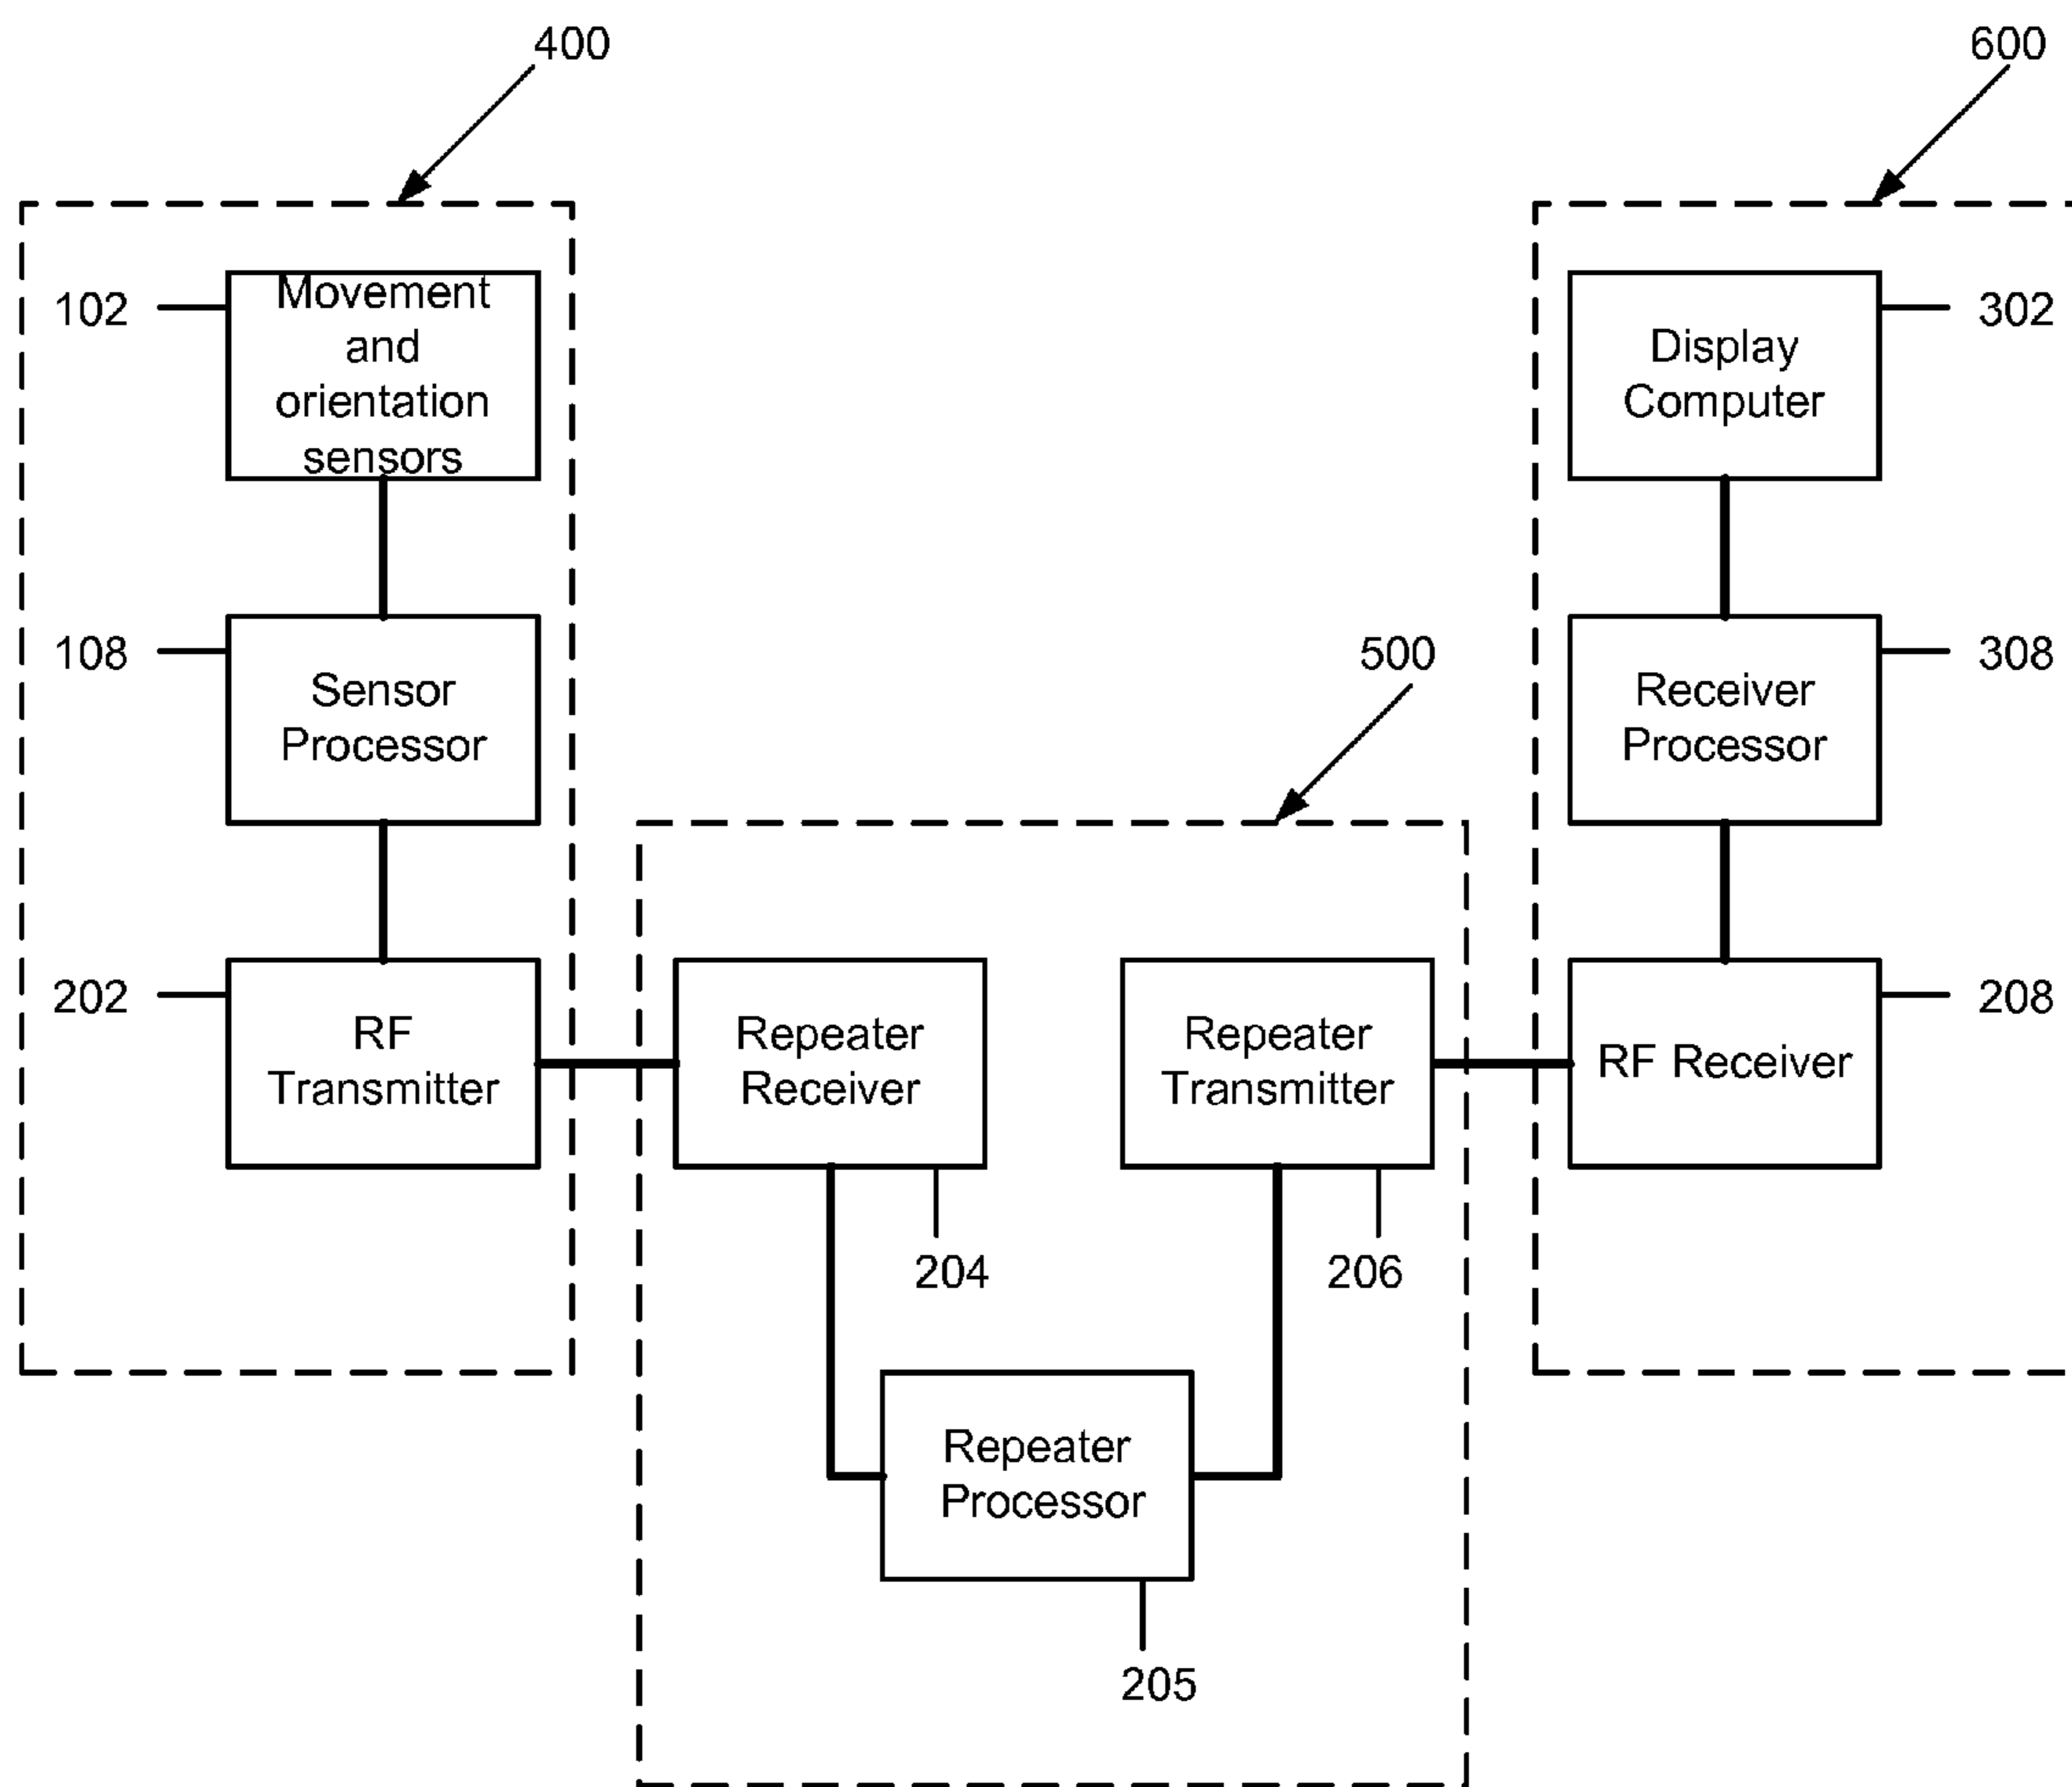 400
600
102
Movement
and
orientation
sensors
Display
Computer
302
108
Sensor
Processor
500
Receiver
Processor
308
202
RF
Transmitter
Repeater
Receiver
Repeater
Transmitter
RF Receiver
208
204
206
Repeater
Processor
205